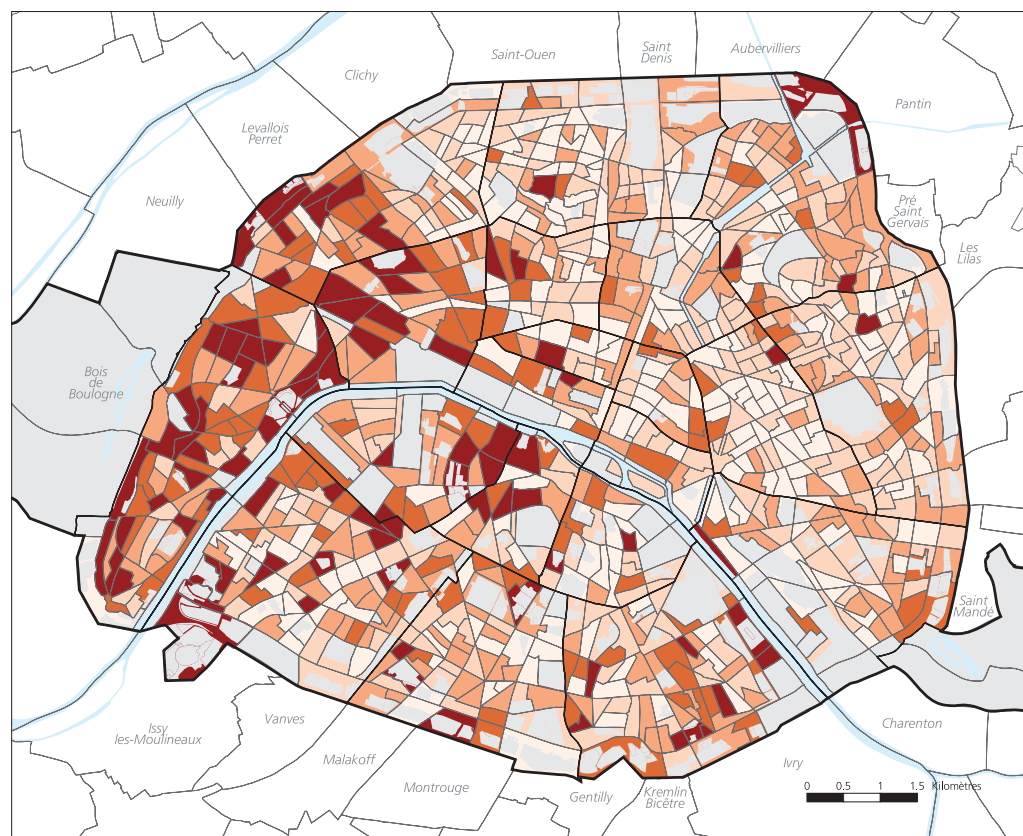 Saint-Ouen
Saint
Denis
Aubervilliers
Clichy
Pantin
Levallois
Perret
Neuilly
Pré
Saint
Gervais
Les
Lilas
Bois
de
Boulogne
Saint
Mandé
Issy
les-Moulineaux
Vanves
Malakoff
Montrouge
Gentilly
Kremlin
Bicêtre
Ivry
Charenton
0 0.5 1 1.5 Kilomètres